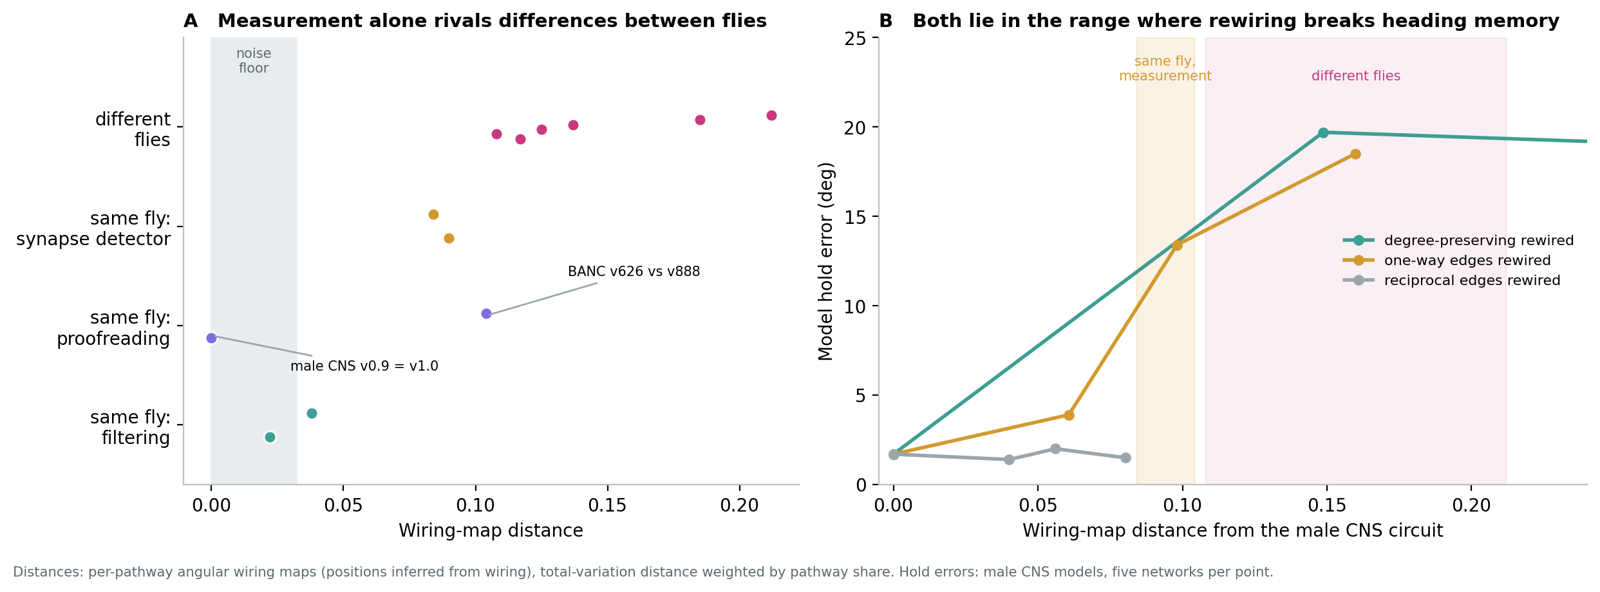 A Measurement alone rivals differences between flies
noise
floor
different
flies
same fly:
synapse detector
BANC v626 vs v888
same fly:
proofreading
male CNS v0.9 = v1.0
same fly:
filtering
0.00 0.05 0.10 0.15 0.20
Wiring-map distance
B Both lie in the range where rewiring breaks heading memory
25
20
15
10
5
0
Model hold error (deg)
same fly,
measurement
different flies
degree-preserving rewired
one-way edges rewired
reciprocal edges rewired
0.00 0.05 0.10 0.15 0.20
Wiring-map distance from the male CNS circuit
Distances: per-pathway angular wiring maps (positions inferred from wiring), total-variation distance weighted by pathway share. Hold errors: male CNS models, five networks per point.